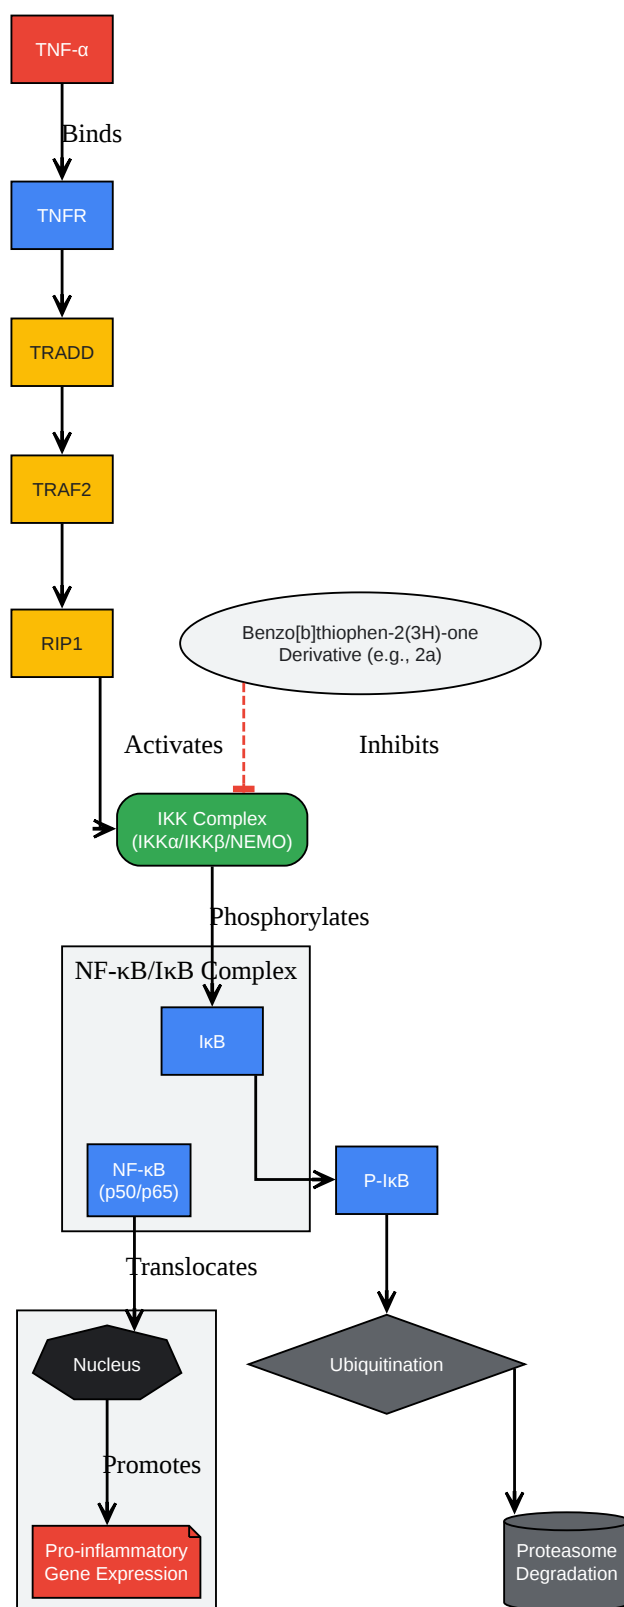 TNF-α
Binds
TNFR
TRADD
TRAF2
RIP1
Benzo[b]thiophen-2(3H)-one
Derivative (e.g., 2a)
Activates
Inhibits
IKK Complex
(IKKα/IKKβ/NEMO)
Phosphorylates
NF-κB/IκB Complex
IκB
NF-κB
(p50/p65)
P-IκB
Translocates
Nucleus
Ubiquitination
Promotes
Pro-inflammatory
Gene Expression
Proteasome
Degradation